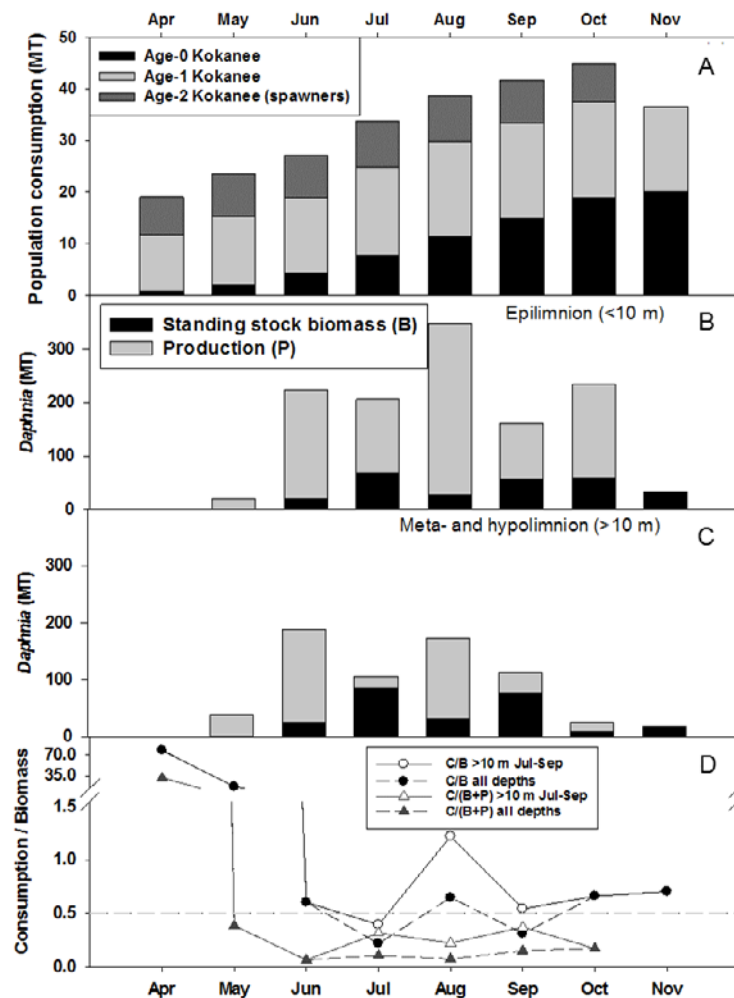 Apr May Jun Jul Aug Sep Oct Nov
Population consumption (MT)
50
40
30
20
10
0
Age-0 Kokanee
Age-1 Kokanee
Age-2 Kokanee (spawners)
A
Epilimnion (<10 m)
B
Daphnia (MT)
300
200
100
0
Standing stock biomass (B)
Production (P)
Meta- and hypolimnion (>10 m)
C
Daphnia (MT)
300
200
100
0
D
Consumption / Biomass
70.0
35.0
1.5
1.0
0.5
0.0
C/B >10 m Jul-Sep
C/B all depths
C/(B+P) >10 m Jul-Sep
C/(B+P) all depths
Apr May Jun Jul Aug Sep Oct Nov